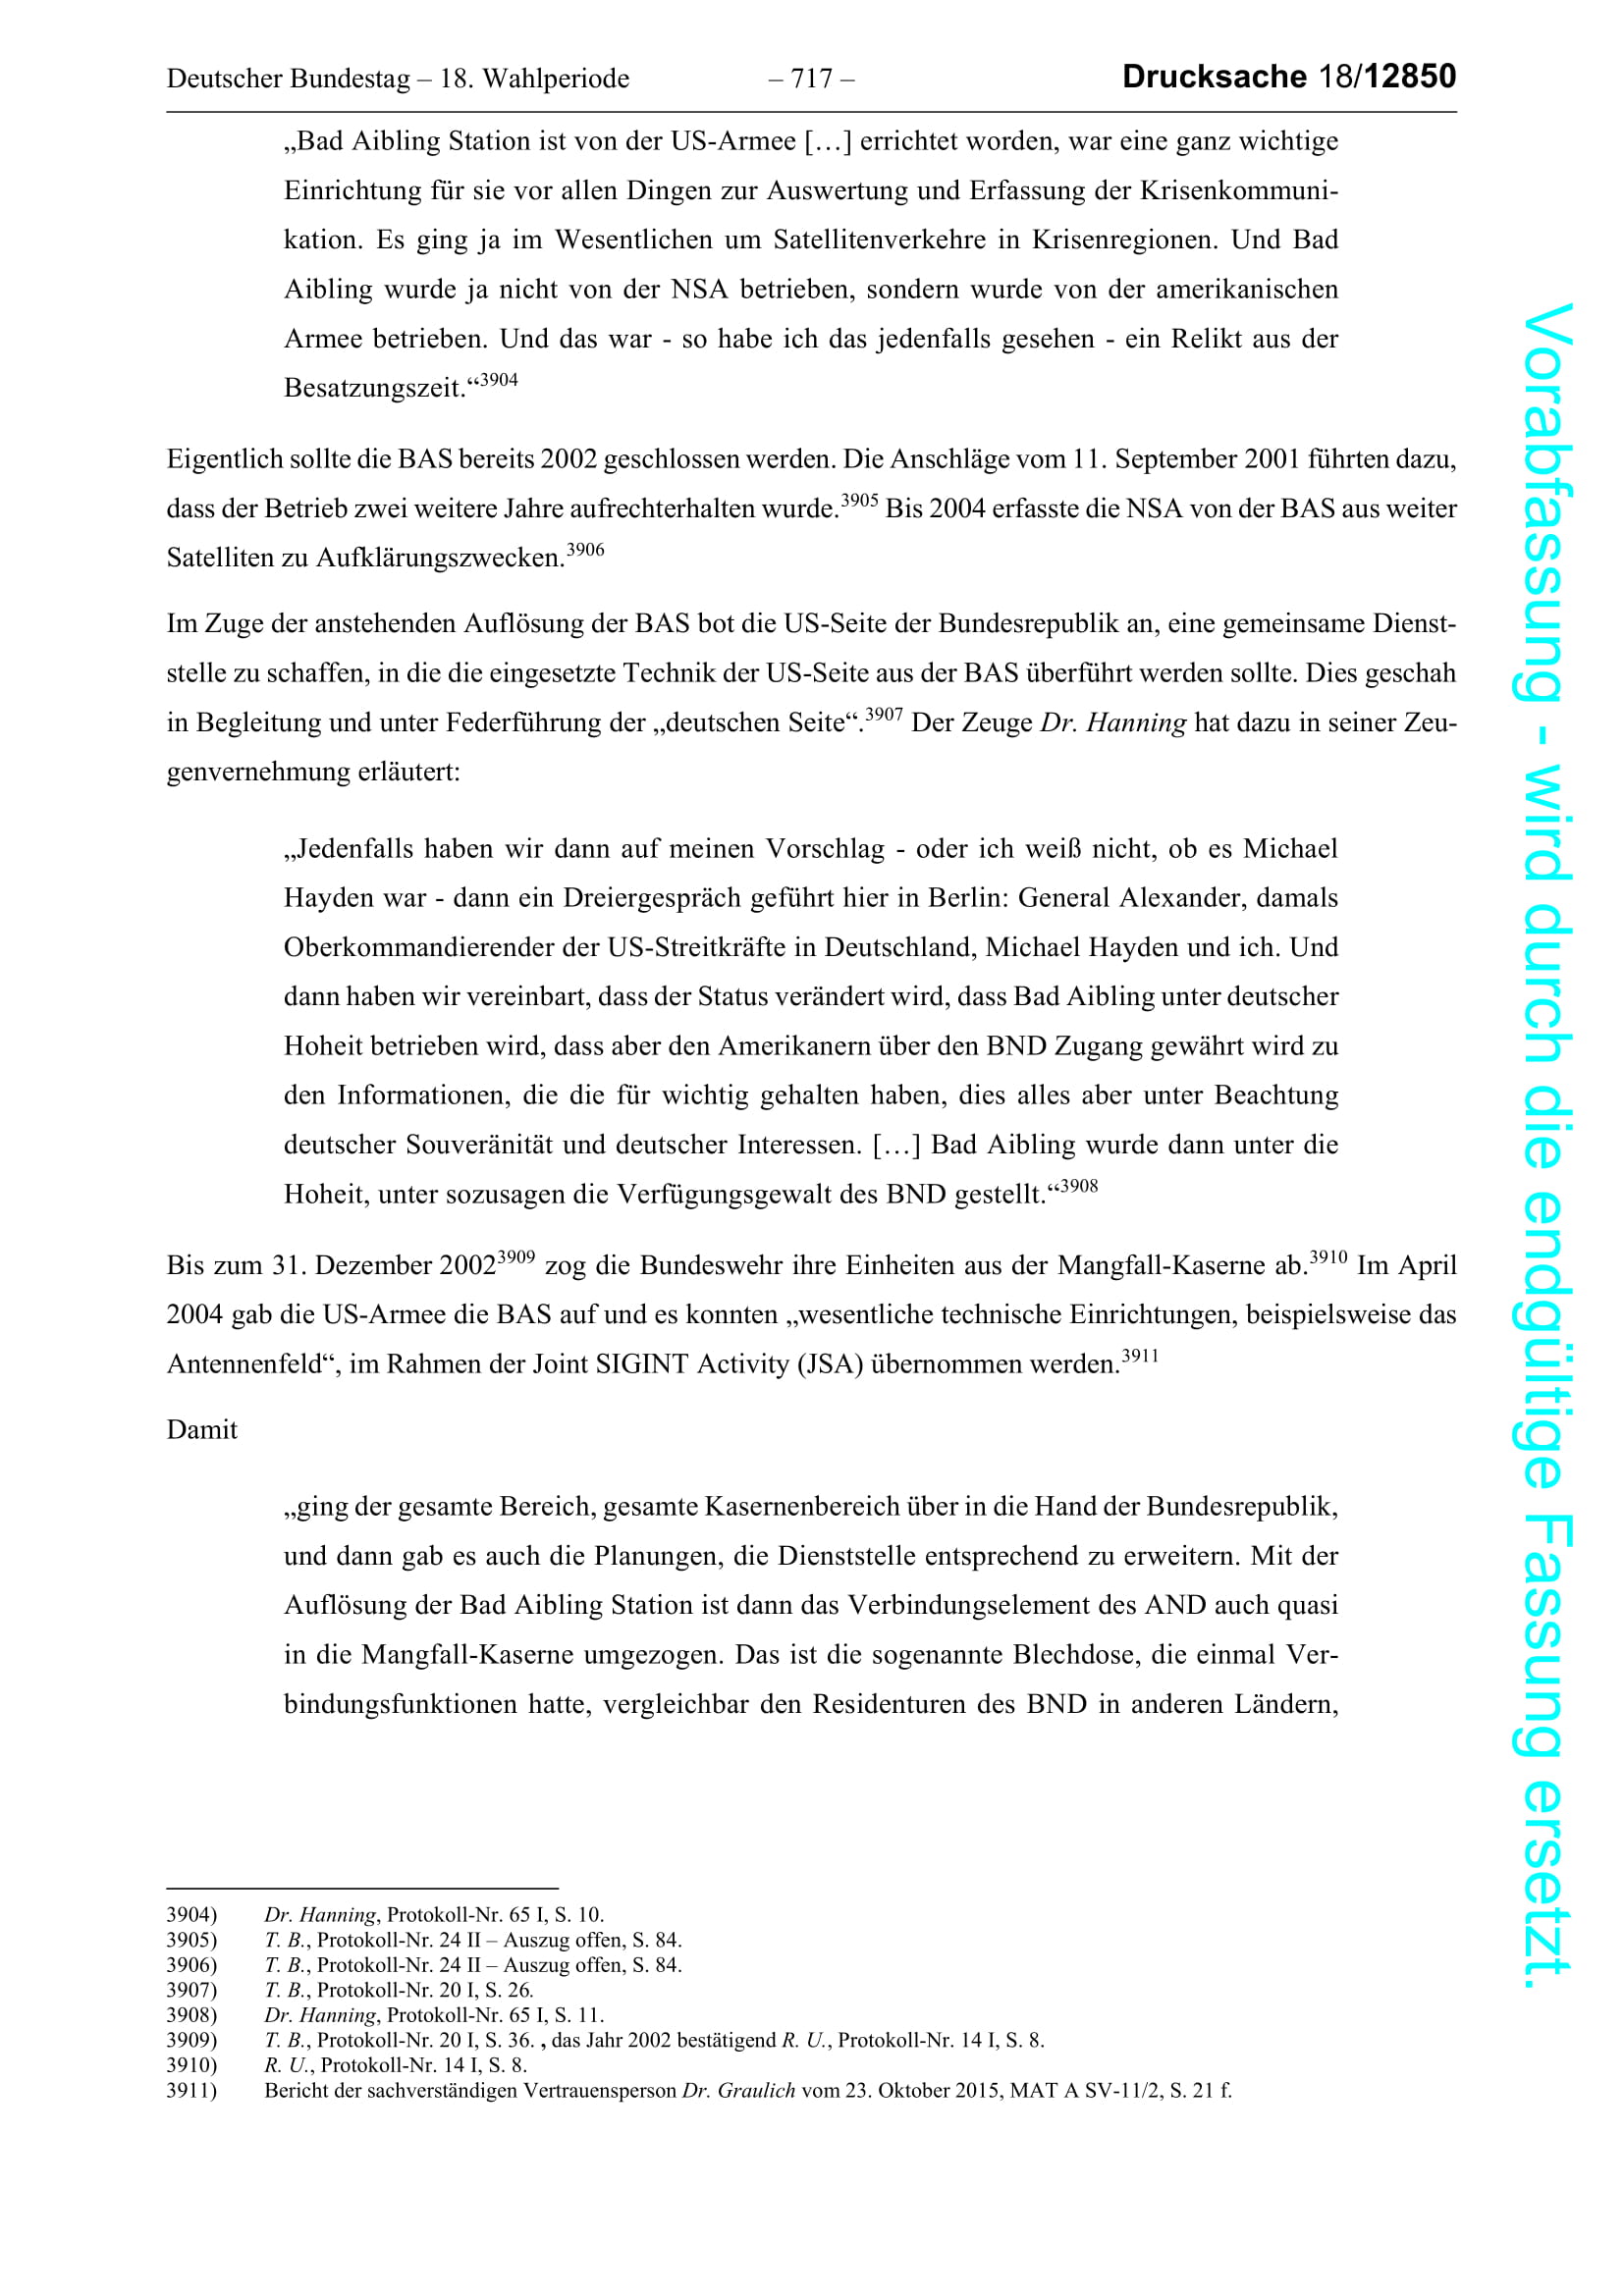 Deutscher Bundestag – 18. Wahlperiode – 717 – Drucksache 18/12850
„Bad Aibling Station ist von der US-Armee […] errichtet worden, war eine ganz wichtige
Einrichtung für sie vor allen Dingen zur Auswertung und Erfassung der Krisenkommuni-
kation. Es ging ja im Wesentlichen um Satellitenverkehre in Krisenregionen. Und Bad
Aibling wurde ja nicht von der NSA betrieben, sondern wurde von der amerikanischen
Armee betrieben. Und das war - so habe ich das jedenfalls gesehen - ein Relikt aus der
Besatzungszeit.“3904
Eigentlich sollte die BAS bereits 2002 geschlossen werden. Die Anschläge vom 11. September 2001 führten dazu,
dass der Betrieb zwei weitere Jahre aufrechterhalten wurde.3905 Bis 2004 erfasste die NSA von der BAS aus weiter
Satelliten zu Aufklärungszwecken.3906
Im Zuge der anstehenden Auflösung der BAS bot die US-Seite der Bundesrepublik an, eine gemeinsame Dienst-
stelle zu schaffen, in die die eingesetzte Technik der US-Seite aus der BAS überführt werden sollte. Dies geschah
in Begleitung und unter Federführung der „deutschen Seite“.3907 Der Zeuge Dr. Hanning hat dazu in seiner Zeu-
genvernehmung erläutert:
„Jedenfalls haben wir dann auf meinen Vorschlag - oder ich weiß nicht, ob es Michael
Hayden war - dann ein Dreiergespräch geführt hier in Berlin: General Alexander, damals
Oberkommandierender der US-Streitkräfte in Deutschland, Michael Hayden und ich. Und
dann haben wir vereinbart, dass der Status verändert wird, dass Bad Aibling unter deutscher
Hoheit betrieben wird, dass aber den Amerikanern über den BND Zugang gewährt wird zu
den Informationen, die die für wichtig gehalten haben, dies alles aber unter Beachtung
deutscher Souveränität und deutscher Interessen. […] Bad Aibling wurde dann unter die
Hoheit, unter sozusagen die Verfügungsgewalt des BND gestellt.“3908
Bis zum 31. Dezember 20023909 zog die Bundeswehr ihre Einheiten aus der Mangfall-Kaserne ab.3910 Im April
2004 gab die US-Armee die BAS auf und es konnten „wesentliche technische Einrichtungen, beispielsweise das
Antennenfeld“, im Rahmen der Joint SIGINT Activity (JSA) übernommen werden.3911
Damit
„ging der gesamte Bereich, gesamte Kasernenbereich über in die Hand der Bundesrepublik,
und dann gab es auch die Planungen, die Dienststelle entsprechend zu erweitern. Mit der
Auflösung der Bad Aibling Station ist dann das Verbindungselement des AND auch quasi
in die Mangfall-Kaserne umgezogen. Das ist die sogenannte Blechdose, die einmal Ver-
bindungsfunktionen hatte, vergleichbar den Residenturen des BND in anderen Ländern,
3904) Dr. Hanning, Protokoll-Nr. 65 I, S. 10.
3905) T. B., Protokoll-Nr. 24 II – Auszug offen, S. 84.
3906) T. B., Protokoll-Nr. 24 II – Auszug offen, S. 84.
3907) T. B., Protokoll-Nr. 20 I, S. 26.
3908) Dr. Hanning, Protokoll-Nr. 65 I, S. 11.
3909) T. B., Protokoll-Nr. 20 I, S. 36. , das Jahr 2002 bestätigend R. U., Protokoll-Nr. 14 I, S. 8.
3910) R. U., Protokoll-Nr. 14 I, S. 8.
3911) Bericht der sachverständigen Vertrauensperson Dr. Graulich vom 23. Oktober 2015, MAT A SV-11/2, S. 21 f.
Vorabfassung - wird durch die endgültige Fassung ersetzt.